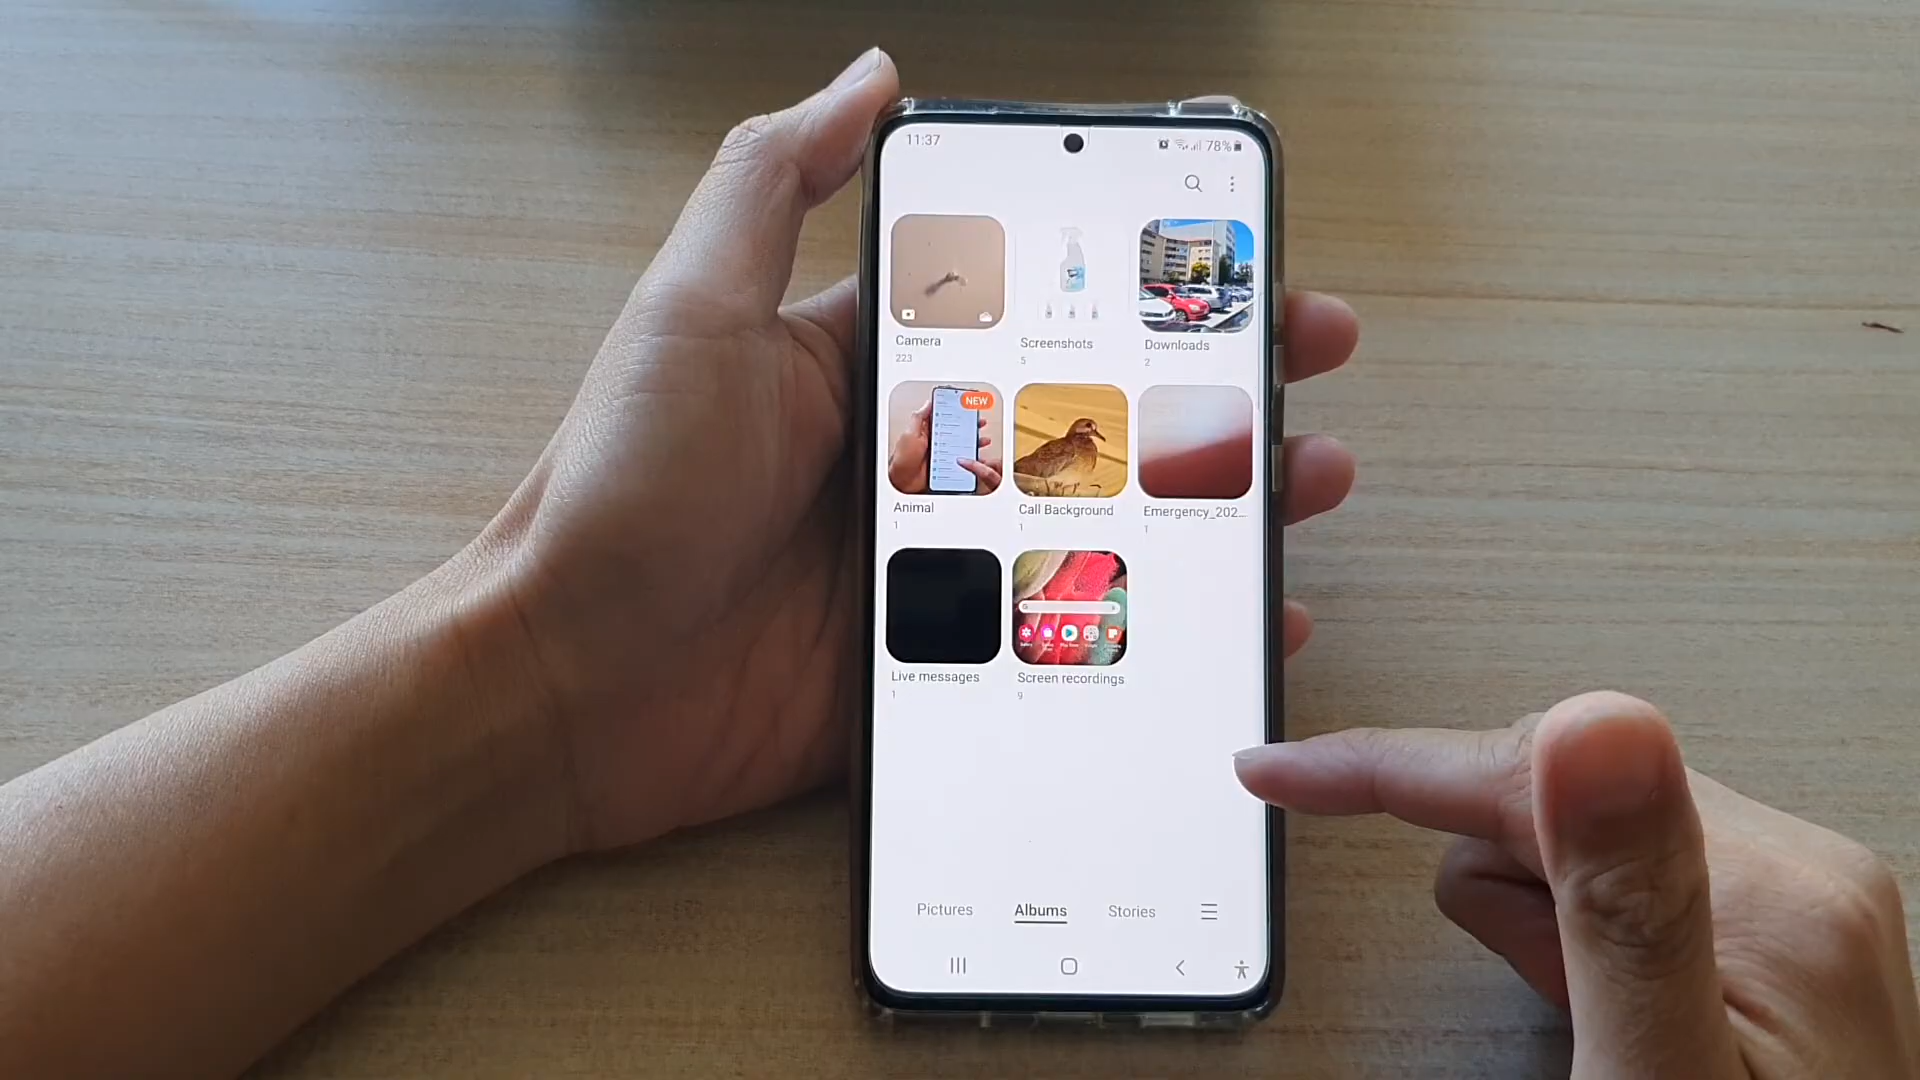 11:37
78%
Camera
223
Screenshots
5
Downloads
2
NEW
Animal
1
Call Background
1
Emergency_202...
1
Live messages
1
Screen recordings
9
Pictures
Albums
Stories